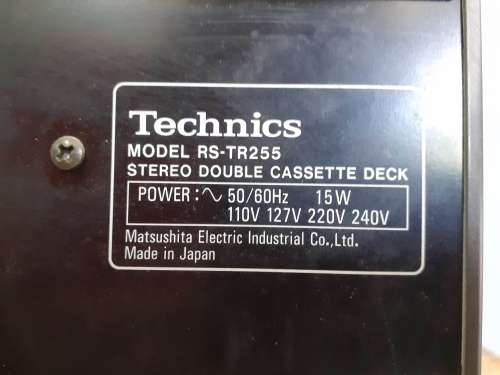 Technics
MODEL RS-TR255
STEREO DOUBLE CASSETTE DECK
POWER: ∿ 50/60Hz 15W
110V 127V 220V 240V
Matsushita Electric Industrial Co.,Ltd.
Made in Japan